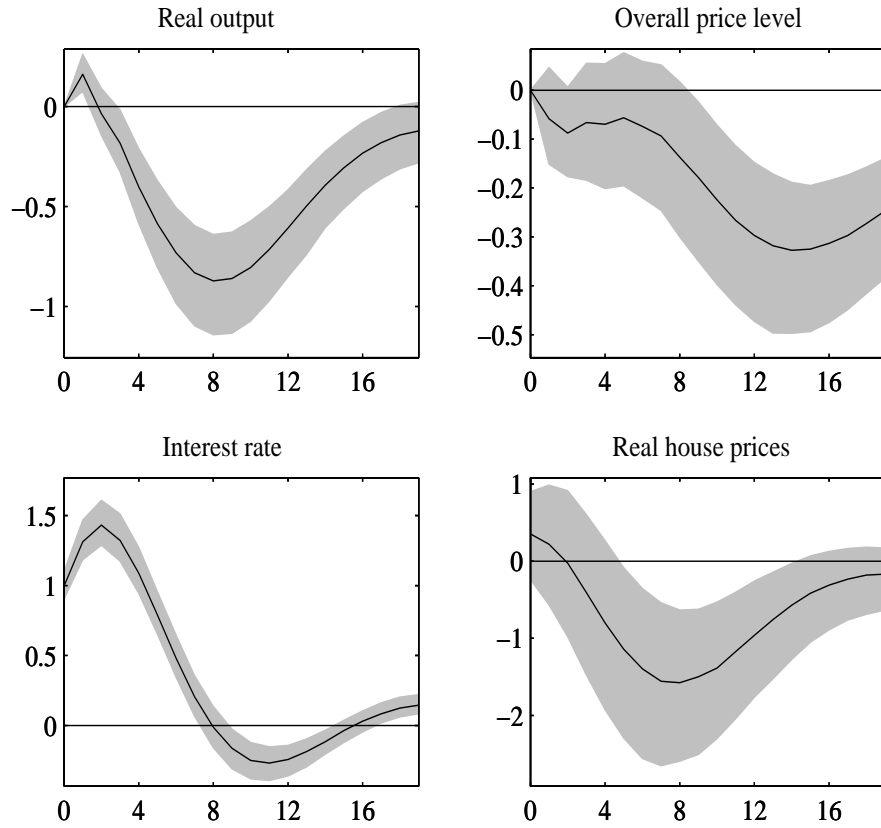 Real output
0
−0.5
−1
0 4 8 12 16
Overall price level
0
−0.1
−0.2
−0.3
−0.4
−0.5
0 4 8 12 16
Interest rate
1.5
1
0.5
0
0 4 8 12 16
Real house prices
1
0
−1
−2
0 4 8 12 16